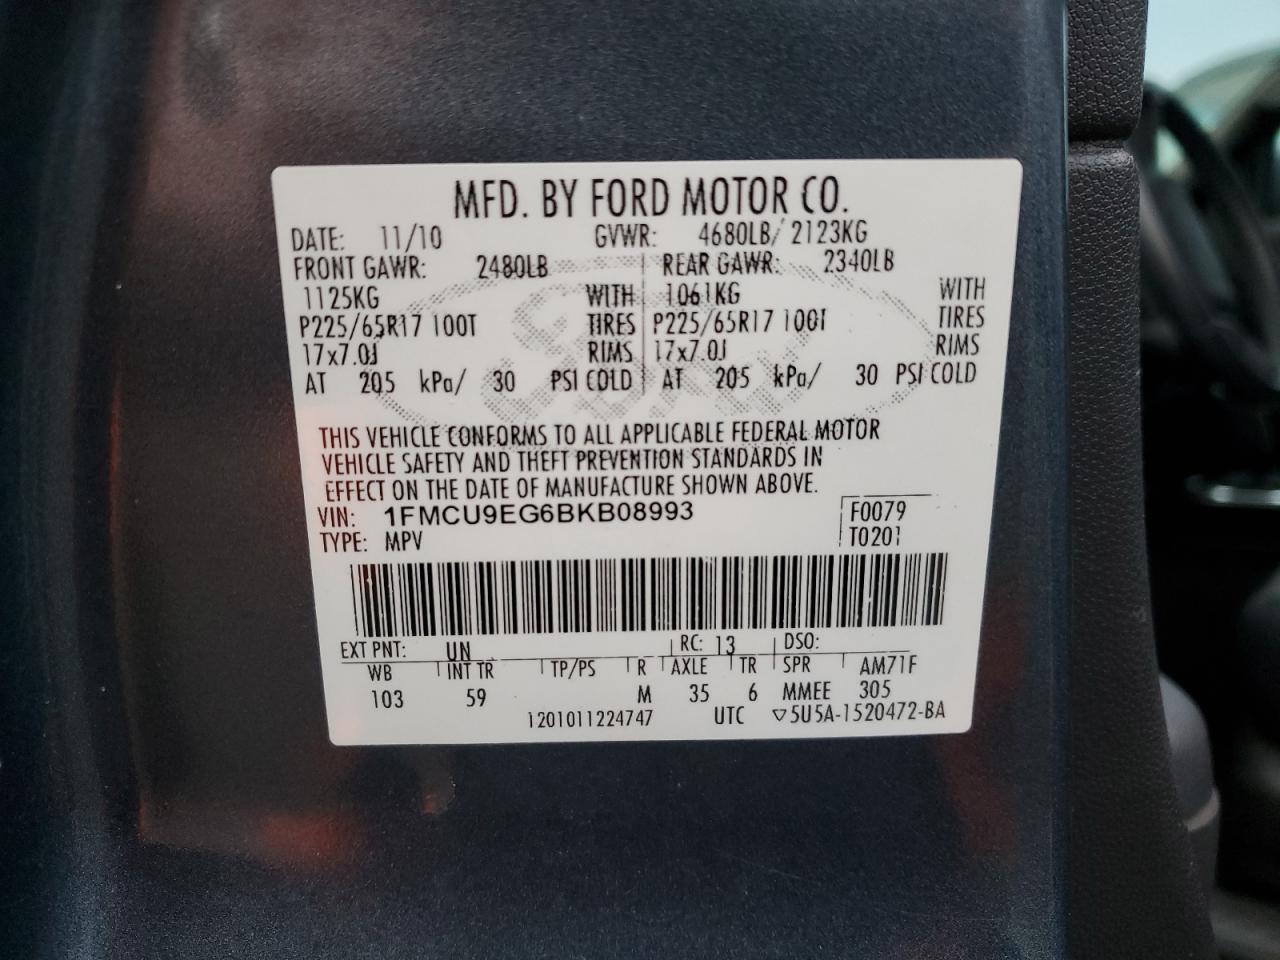 MFD. BY FORD MOTOR CO.
DATE: 11/10 GVWR: 4680LB/ 2123KG
FRONT GAWR: 2480LB REAR GAWR: 2340LB
1125KG WITH 1061KG WITH
P225/65R17 100T TIRES P225/65R17 100T TIRES
17x7.0J RIMS 17x7.0J RIMS
AT 205 kPa/ 30 PSI COLD AT 205 kPa/ 30 PSI COLD
THIS VEHICLE CONFORMS TO ALL APPLICABLE FEDERAL MOTOR
VEHICLE SAFETY AND THEFT PREVENTION STANDARDS IN
EFFECT ON THE DATE OF MANUFACTURE SHOWN ABOVE.
VIN: 1FMCU9EG6BKB08993 F0079
TYPE: MPV T0201
EXT PNT: UN RC: 13 DSO:
WB INT TR TP/PS R AXLE TR SPR AM71F
103 59 M 35 6 MMEE 305
1201011224747 UTC ▽5U5A-1520472-BA